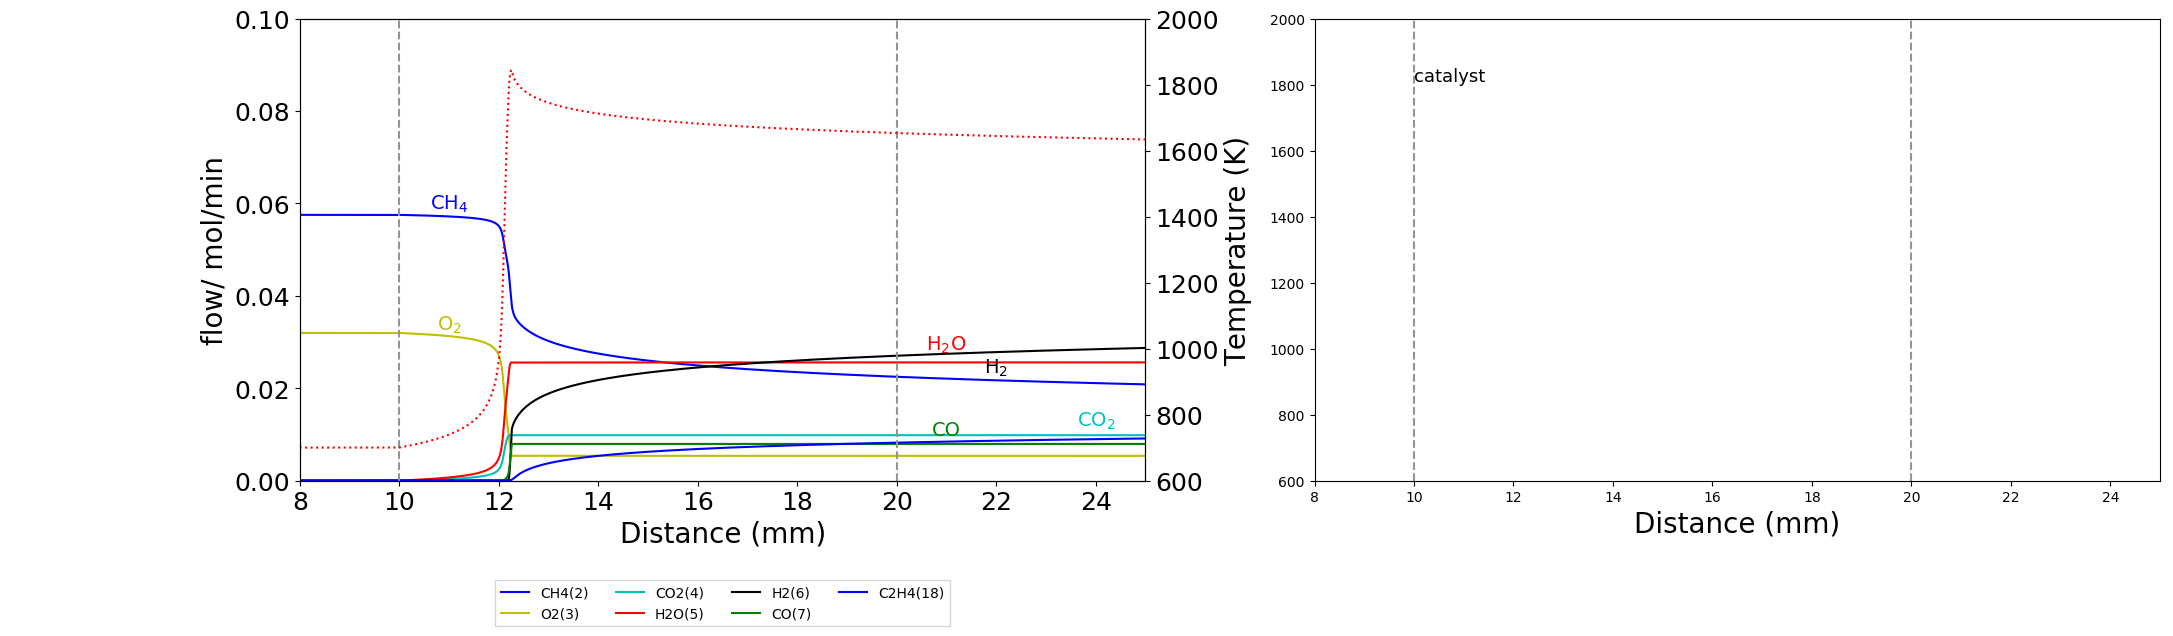 flow/ mol/min
0.10
0.08
0.06
0.04
0.02
0.00
CH4
O2
H2O
H2
CO
CO2
8 10 12 14 16 18 20 22 24
Distance (mm)
2000
1800
1600
1400
1200
1000
800
600
Temperature (K)
CH4(2) CO2(4) H2(6) C2H4(18)
O2(3) H2O(5) CO(7)
2000
1800
1600
1400
1200
1000
800
600
catalyst
8 10 12 14 16 18 20 22 24
Distance (mm)